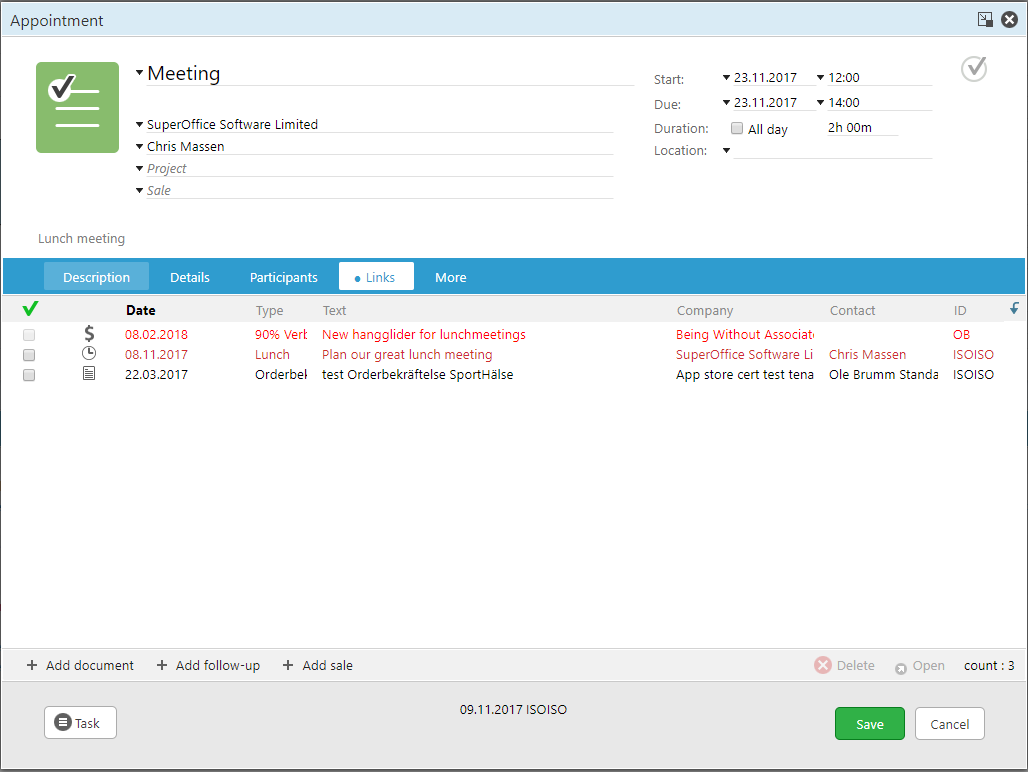 Appointment
Meeting
SuperOffice Software Limited
Chris Massen
Project
Sale
Start: 23.11.2017 12:00
Due: 23.11.2017 14:00
Duration: All day 2h 00m
Location:
Lunch meeting
Description Details Participants Links More
Date Type Text Company Contact ID
$ 08.02.2018 90% Verb New hangglider for lunchmeetings Being Without Associate OB
08.11.2017 Lunch Plan our great lunch meeting SuperOffice Software Li Chris Massen ISOISO
22.03.2017 Orderbek test Orderbekräftelse SportHälse App store cert test tena Ole Brumm Standa ISOISO
+ Add document + Add follow-up + Add sale Delete Open count : 3
Task 09.11.2017 ISOISO Save Cancel